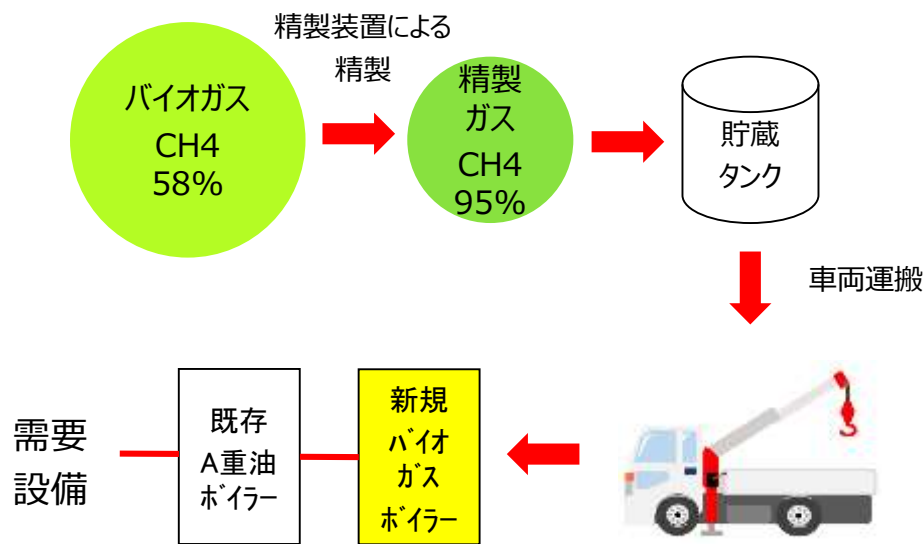 精製装置による
精製
バイオガス
CH4
58%
精製
ガス
CH4
95%
貯蔵
タンク
車両運搬
需要
設備
既存
A重油
ﾎﾞｲﾗｰ
新規
ﾊﾞｲｵ
ｶﾞｽ
ﾎﾞｲﾗｰ